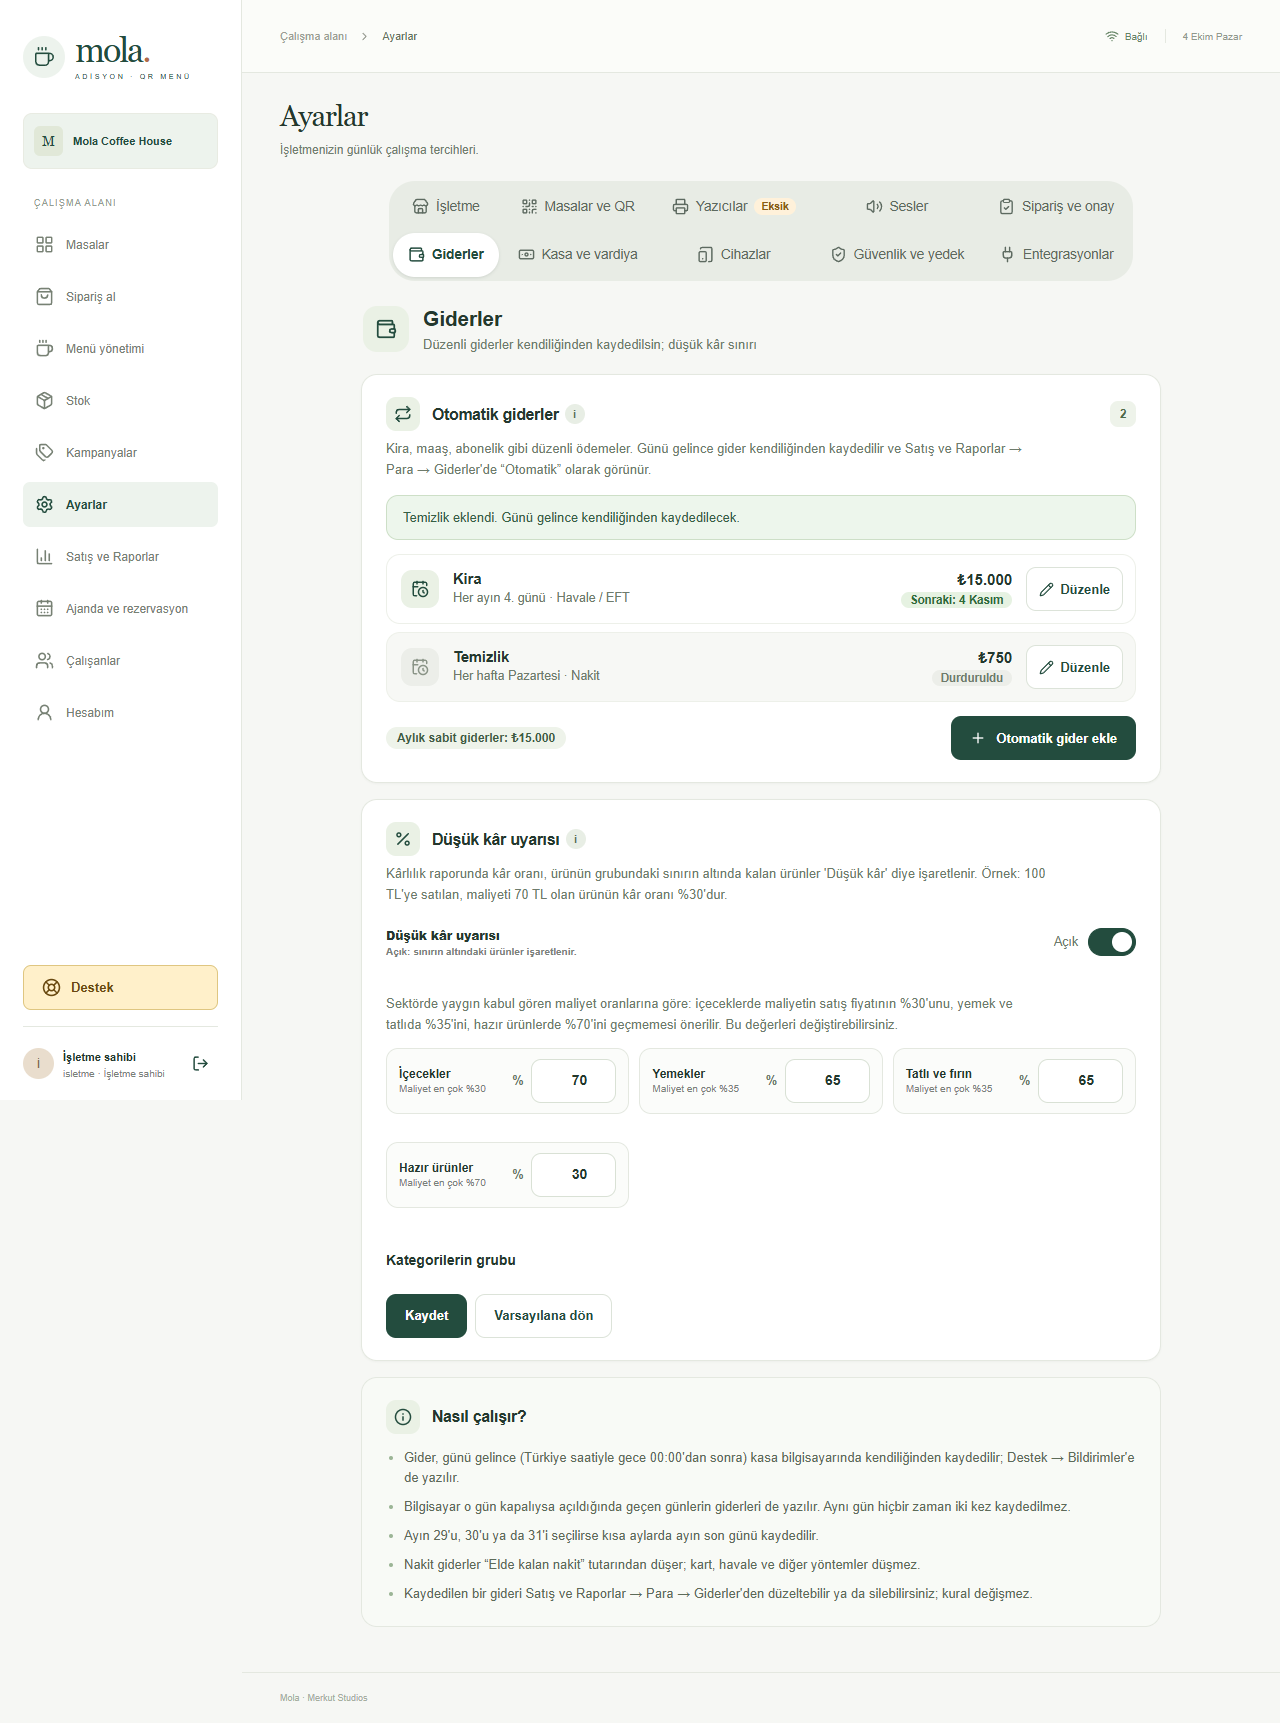 mola.
ADİSYON · QR MENÜ
M
Mola Coffee House
ÇALIŞMA ALANI
Masalar
Sipariş al
Menü yönetimi
Stok
Kampanyalar
Ayarlar
Satış ve Raporlar
Ajanda ve rezervasyon
Çalışanlar
Hesabım
Destek
i
İşletme sahibi
isletme · İşletme sahibi
Çalışma alanı
Ayarlar
Bağlı
4 Ekim Pazar
Ayarlar
İşletmenizin günlük çalışma tercihleri.
İşletme
Masalar ve QR
Yazıcılar Eksik
Sesler
Sipariş ve onay
Giderler
Kasa ve vardiya
Cihazlar
Güvenlik ve yedek
Entegrasyonlar
Giderler
Düzenli giderler kendiliğinden kaydedilsin; düşük kâr sınırı
Otomatik giderler i
2
Kira, maaş, abonelik gibi düzenli ödemeler. Günü gelince gider kendiliğinden kaydedilir ve Satış ve Raporlar →
Para → Giderler'de “Otomatik” olarak görünür.
Temizlik eklendi. Günü gelince kendiliğinden kaydedilecek.
Kira
Her ayın 4. günü · Havale / EFT
₺15.000
Sonraki: 4 Kasım
Düzenle
Temizlik
Her hafta Pazartesi · Nakit
₺750
Durduruldu
Düzenle
Aylık sabit giderler: ₺15.000
Otomatik gider ekle
Düşük kâr uyarısı i
Kârlılık raporunda kâr oranı, ürünün grubundaki sınırın altında kalan ürünler 'Düşük kâr' diye işaretlenir. Örnek: 100
TL'ye satılan, maliyeti 70 TL olan ürünün kâr oranı %30'dur.
Düşük kâr uyarısı
Açık: sınırın altındaki ürünler işaretlenir.
Açık
Sektörde yaygın kabul gören maliyet oranlarına göre: içeceklerde maliyetin satış fiyatının %30'unu, yemek ve
tatlıda %35'ini, hazır ürünlerde %70'ini geçmemesi önerilir. Bu değerleri değiştirebilirsiniz.
İçecekler
Maliyet en çok %30
% 70
Yemekler
Maliyet en çok %35
% 65
Tatlı ve fırın
Maliyet en çok %35
% 65
Hazır ürünler
Maliyet en çok %70
% 30
Kategorilerin grubu
Kaydet
Varsayılana dön
Nasıl çalışır?
• Gider, günü gelince (Türkiye saatiyle gece 00:00'dan sonra) kasa bilgisayarında kendiliğinden kaydedilir; Destek → Bildirimler'e
de yazılır.
• Bilgisayar o gün kapalıysa açıldığında geçen günlerin giderleri de yazılır. Aynı gün hiçbir zaman iki kez kaydedilmez.
• Ayın 29'u, 30'u ya da 31'i seçilirse kısa aylarda ayın son günü kaydedilir.
• Nakit giderler “Elde kalan nakit” tutarından düşer; kart, havale ve diğer yöntemler düşmez.
• Kaydedilen bir gideri Satış ve Raporlar → Para → Giderler'den düzeltebilir ya da silebilirsiniz; kural değişmez.
Mola · Merkut Studios